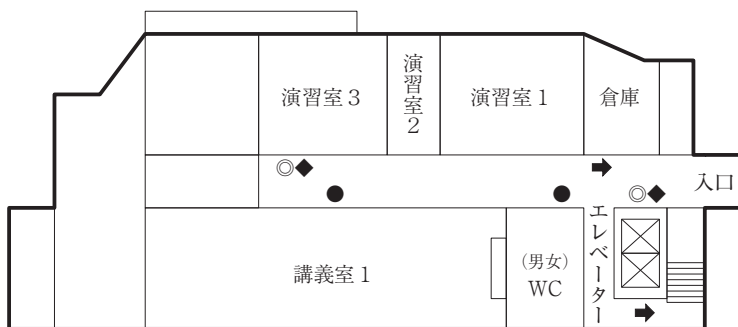 演習室３
演習室２
演習室１
倉庫
入口
講義室１
(男女)
WC
エレベーター